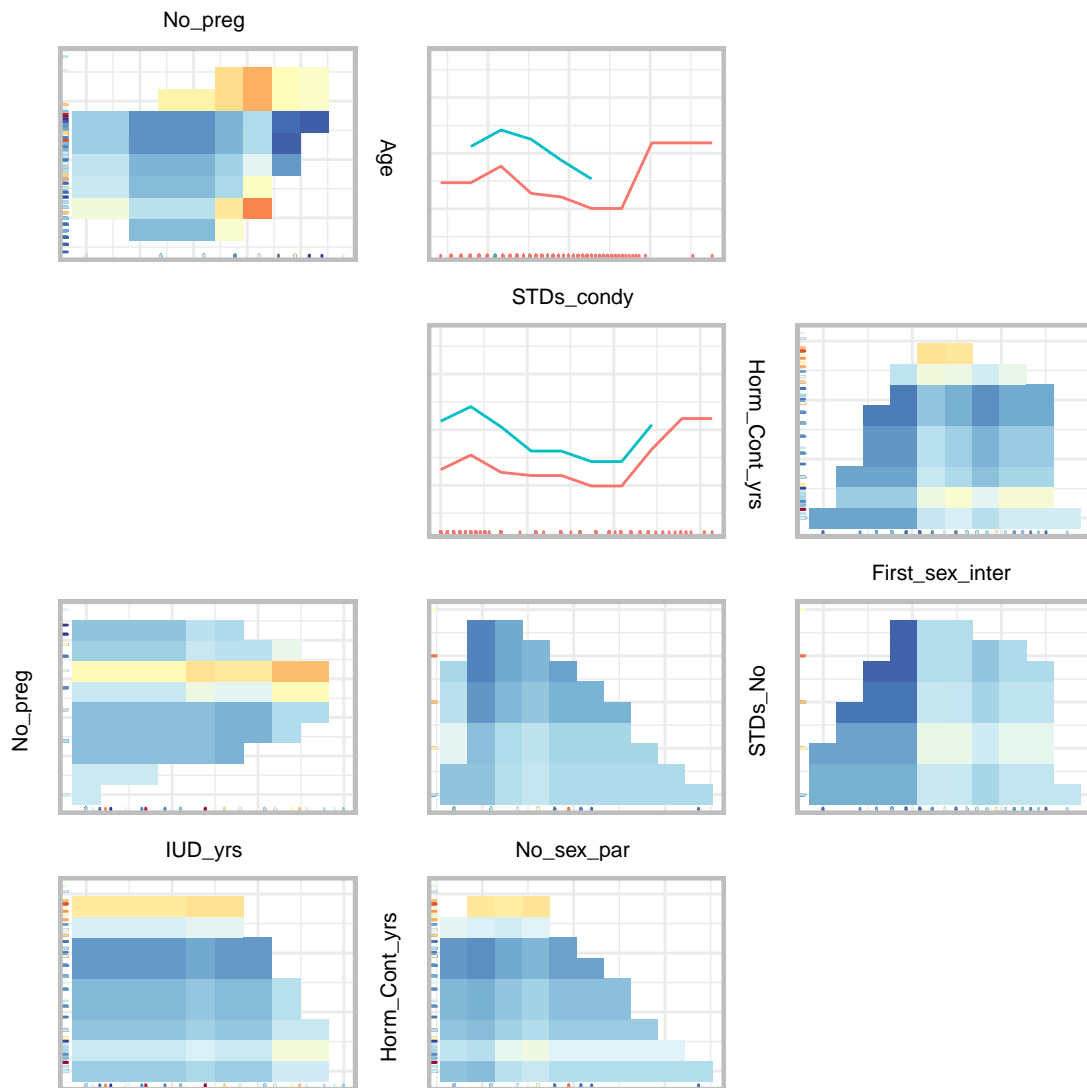 No_preg
Age
STDs_condy
Horm_Cont_yrs
First_sex_inter
No_preg
STDs_No
IUD_yrs
No_sex_par
Horm_Cont_yrs